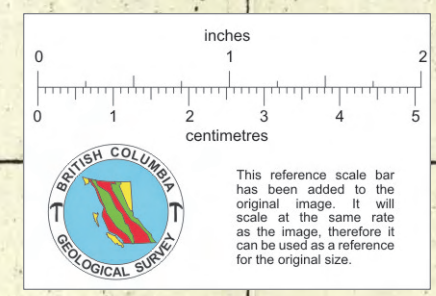 inches
0 1 2
0 1 2 3 4 5
centimetres
BRITISH COLUMBIA
GEOLOGICAL SURVEY
This reference scale bar
has been added to the
original image. It will
scale at the same rate
as the image, therefore it
can be used as a reference
for the original size.